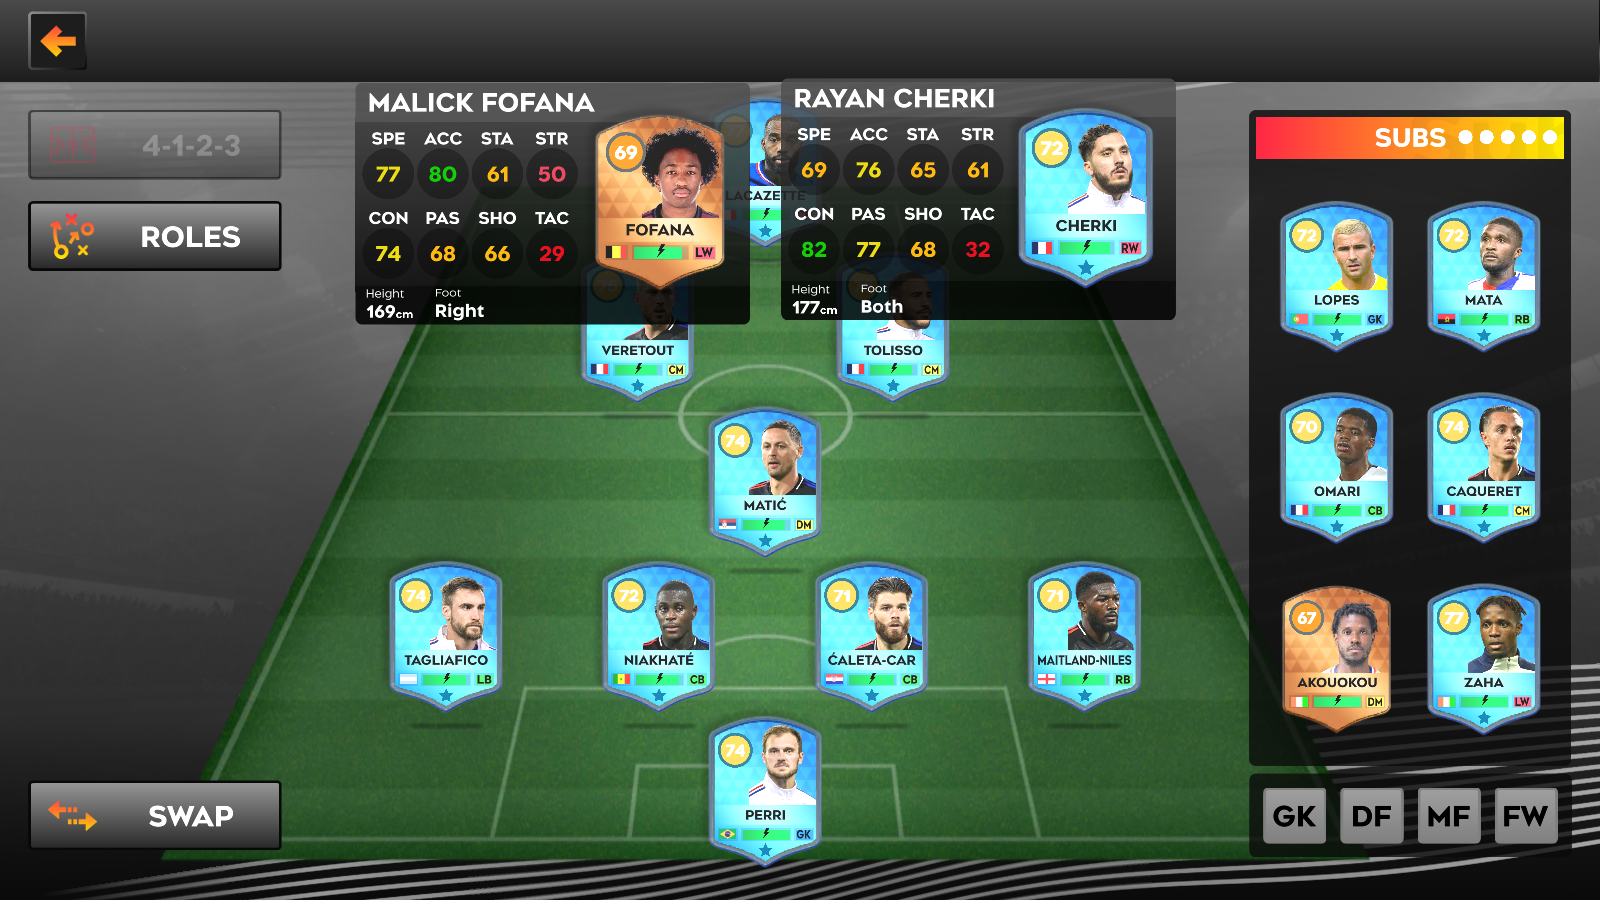 4-1-2-3
ROLES
MALICK FOFANA
SPE ACC STA STR
77 80 61 50
CON PAS SHO TAC
74 68 66 29
Height Foot
169cm Right
69
FOFANA
LW
LACAZETTE
RAYAN CHERKI
SPE ACC STA STR
69 76 65 61
CON PAS SHO TAC
82 77 68 32
Height Foot
177cm Both
72
CHERKI
RW
VERETOUT
CM
TOLISSO
CM
74
MATIĆ
DM
74
TAGLIAFICO
LB
72
NIAKHATÉ
CB
71
ĆALETA-CAR
CB
71
MAITLAND-NILES
RB
74
PERRI
GK
SWAP
SUBS
72
LOPES
GK
72
MATA
RB
70
OMARI
CB
74
CAQUERET
CM
67
AKOUOKOU
DM
77
ZAHA
LW
GK DF MF FW